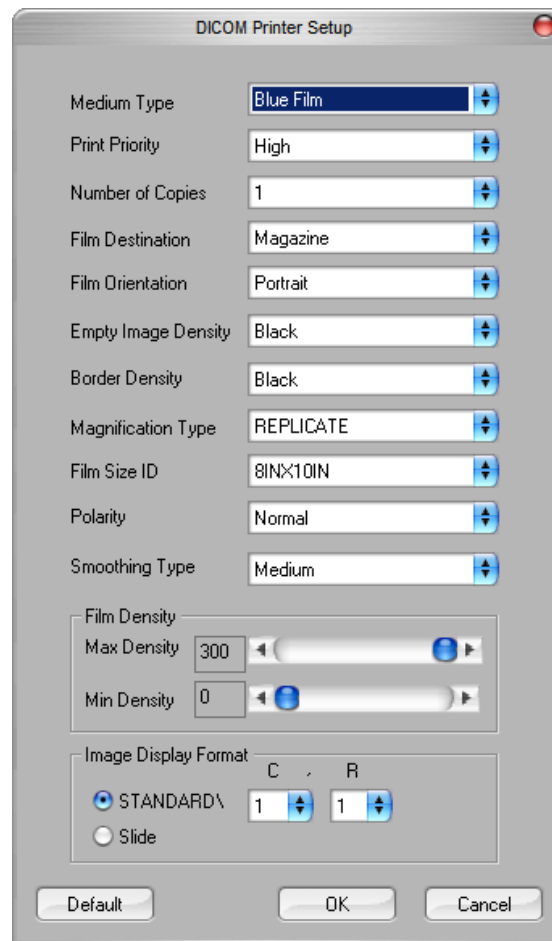 DICOM Printer Setup
Medium Type Blue Film
Print Priority High
Number of Copies 1
Film Destination Magazine
Film Orientation Portrait
Empty Image Density Black
Border Density Black
Magnification Type REPLICATE
Film Size ID 8INX10IN
Polarity Normal
Smoothing Type Medium
Film Density
Max Density 300
Min Density 0
Image Display Format
C , R
STANDARD\ 1 1
Slide
Default OK Cancel